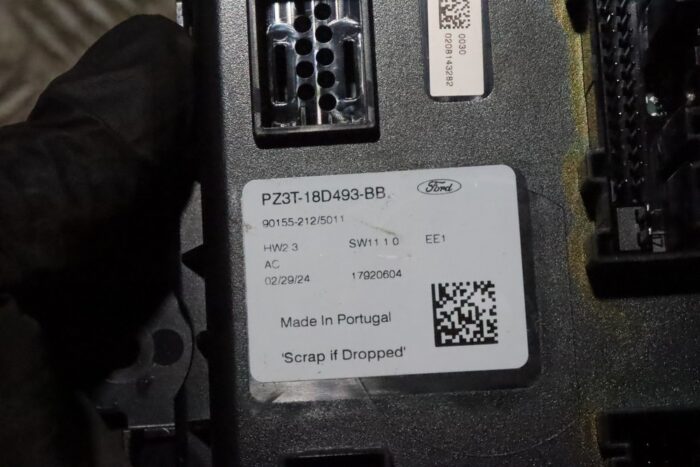 0030
0208143282
PZ3T-18D493-BB
Ford
90155-212/5011
HW2 3 SW11 1 0 EE1
AC
02/29/24 17920604
Made In Portugal
'Scrap if Dropped'